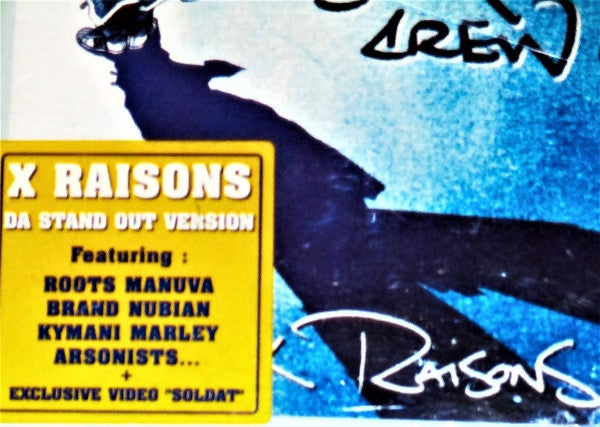 CREW
X RAISONS
DA STAND OUT VERSION
Featuring :
ROOTS MANUVA
BRAND NUBIAN
KYMANI MARLEY
ARSONISTS...
+
EXCLUSIVE VIDEO "SOLDAT"
X RAISONS